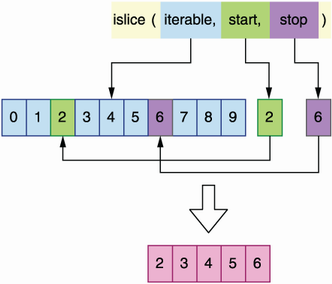 islice ( iterable, start, stop )
0 1 2 3 4 5 6 7 8 9 2 6
2 3 4 5 6